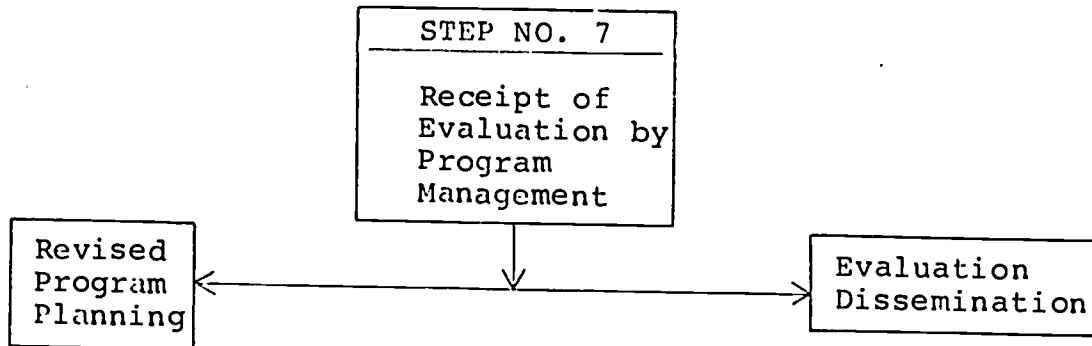 STEP NO. 7
Receipt of
Evaluation by
Program
Management
Revised
Program
Planning
Evaluation
Dissemination